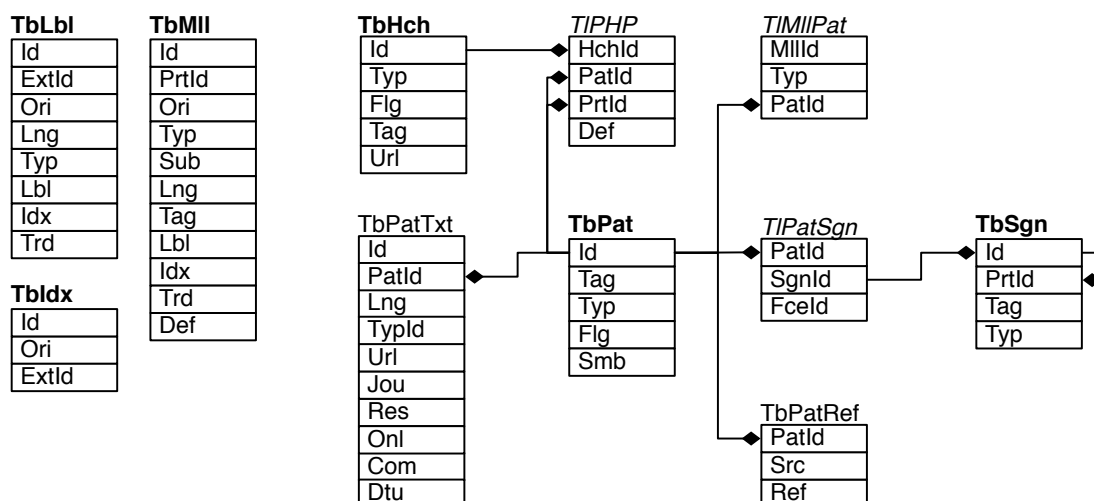 TbLbl
Id
ExtId
Ori
Lng
Typ
Lbl
Idx
Trd
TbIdx
Id
Ori
ExtId
TbMll
Id
PrtId
Ori
Typ
Sub
Lng
Tag
Lbl
Idx
Trd
Def
TbHch
Id
Typ
Flg
Tag
Url
TbPatTxt
Id
PatId
Lng
TypId
Url
Jou
Res
Onl
Com
Dtu
TlPHP
HchId
PatId
PrtId
Def
TbPat
Id
Tag
Typ
Flg
Smb
TlMllPat
MllId
Typ
PatId
TlPatSgn
PatId
SgnId
FceId
TbPatRef
PatId
Src
Ref
TbSgn
Id
PrtId
Tag
Typ